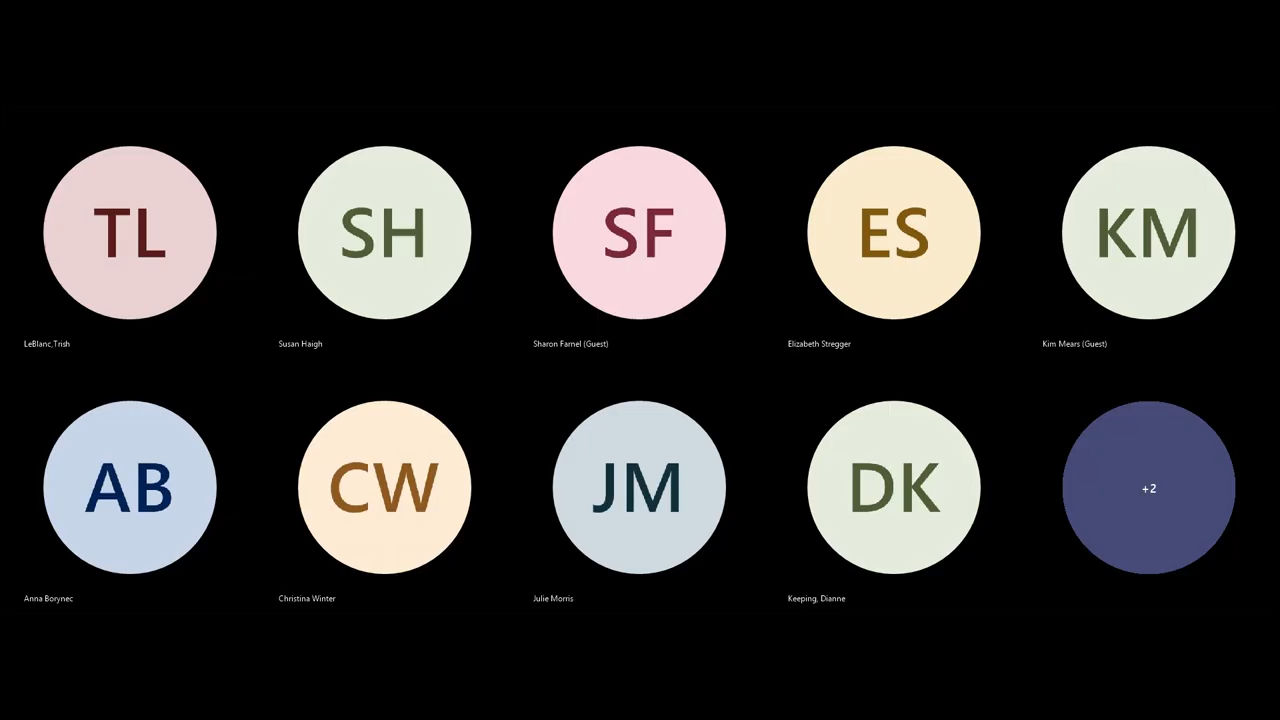 TL
SH
SF
ES
KM
LeBlanc,Trish
Susan Haigh
Sharon Farnel (Guest)
Elizabeth Stregger
Kim Mears (Guest)
AB
CW
JM
DK
+2
Anna Borynec
Christina Winter
Julie Morris
Keeping, Dianne